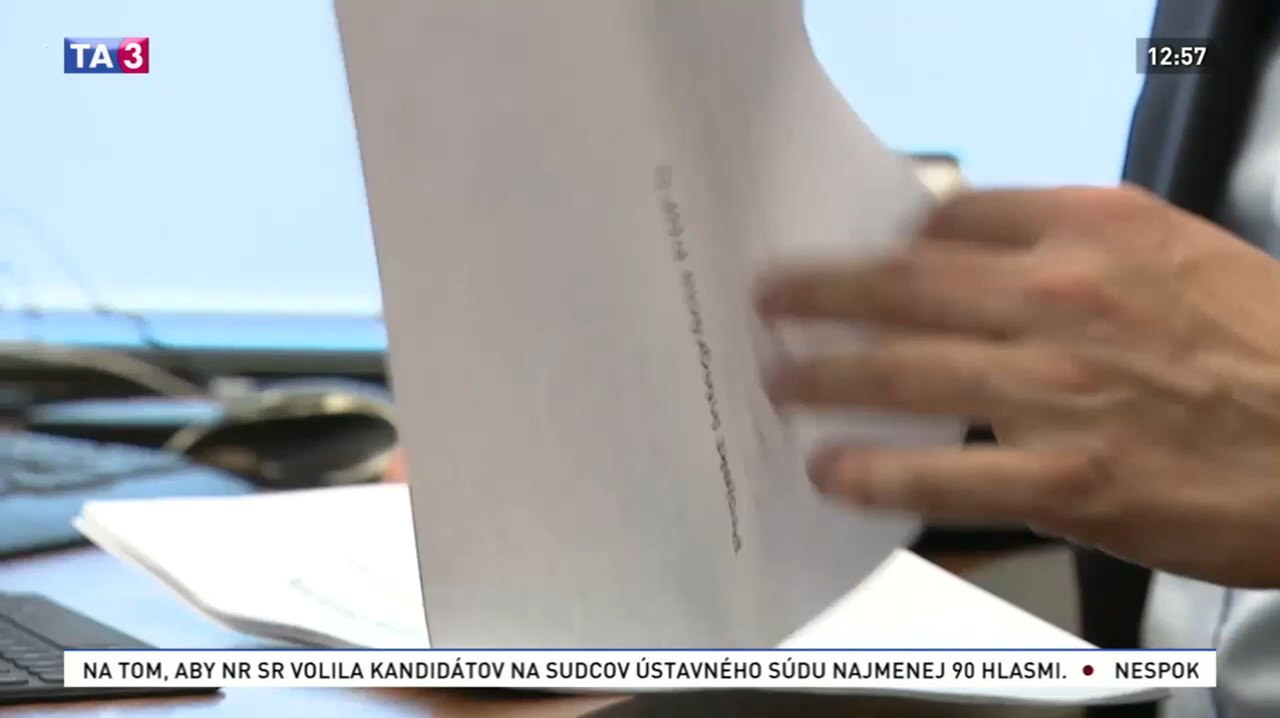 TA3
12:57
NA TOM, ABY NR SR VOLILA KANDIDÁTOV NA SUDCOV ÚSTAVNÉHO SÚDU NAJMENEJ 90 HLASMI. • NESPOK